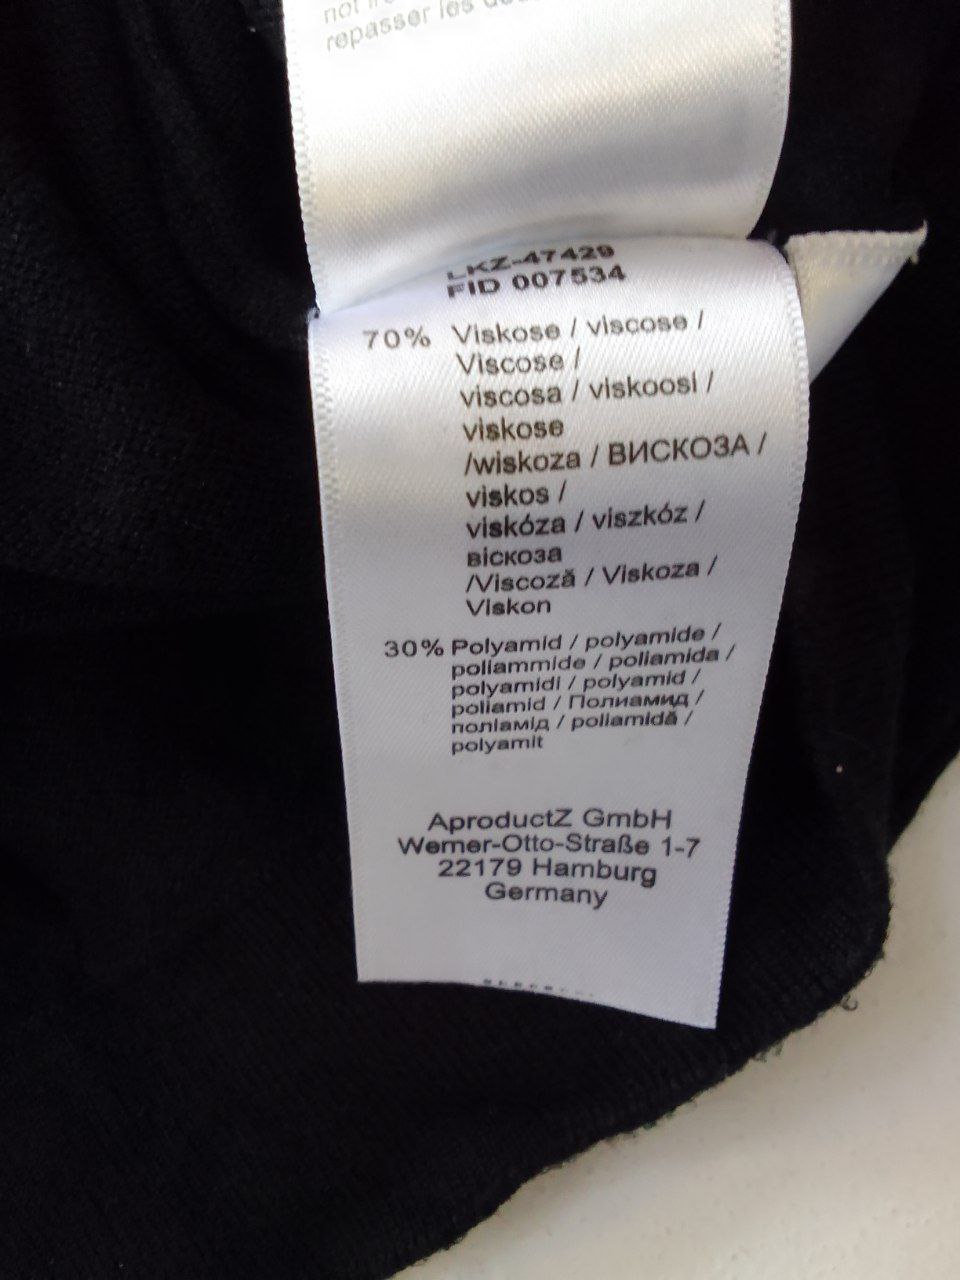 repasser les
LKZ-47429
FID 007534
70% Viskose / viscose /
Viscose /
viscosa / viskoosi /
viskose
/wiskoza / ВИСКОЗА /
viskos /
viskóza / viszkóz /
віскоза
/Viscoză / Viskoza /
Viskon
30% Polyamid / polyamide /
poliammide / poliamida /
polyamidi / polyamid /
poliamid / Полиамид /
поліамід / poliamidă /
polyamit
AproductZ GmbH
Werner-Otto-Straße 1-7
22179 Hamburg
Germany